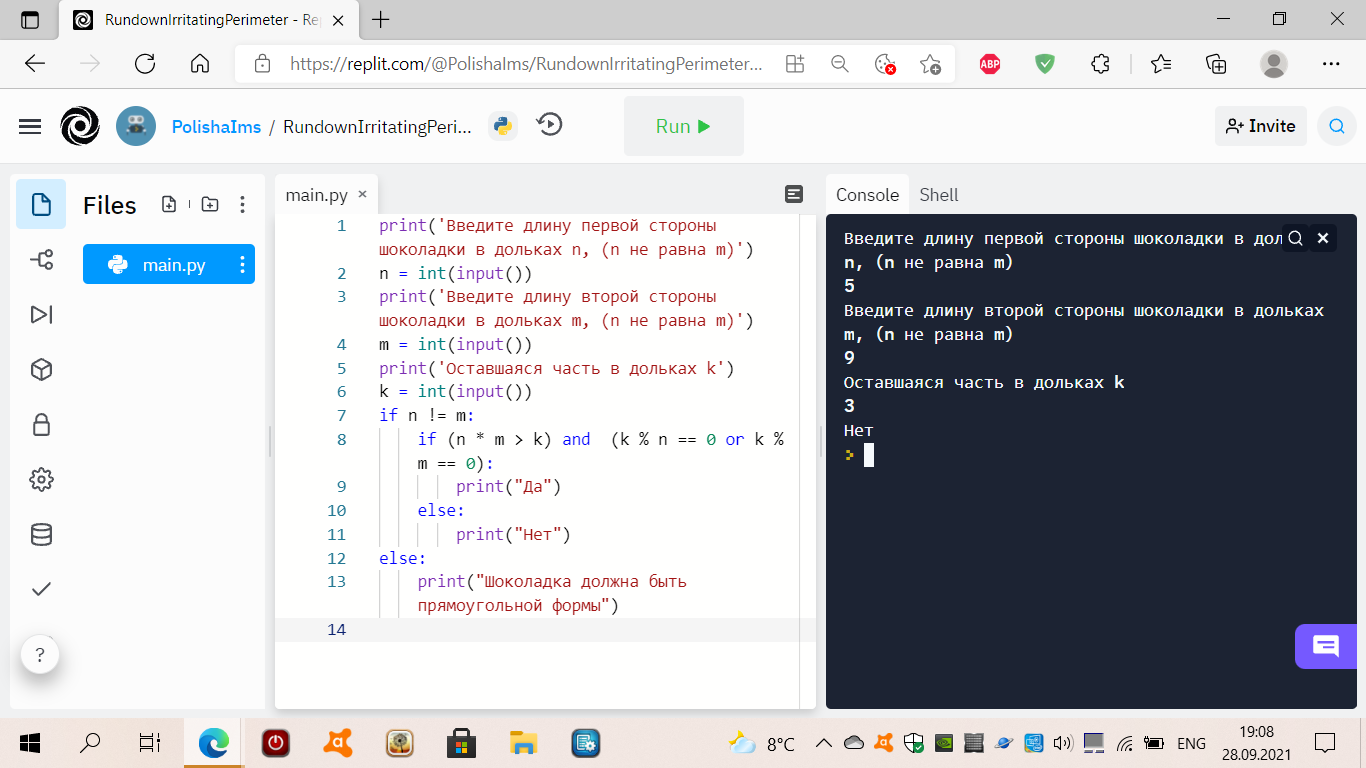 RundownIrritatingPerimeter - Rep
https://replit.com/@PolishaIms/RundownIrritatingPerimeter...
ABP
PolishaIms / RundownIrritatingPeri...
Run
Invite
Files
main.py
main.py ×
1 print('Введите длину первой стороны
шоколадки в дольках n, (n не равна m)')
2 n = int(input())
3 print('Введите длину второй стороны
шоколадки в дольках m, (n не равна m)')
4 m = int(input())
5 print('Оставшаяся часть в дольках k')
6 k = int(input())
7 if n != m:
8 if (n * m > k) and  (k % n == 0 or k %
m == 0):
9 print("Да")
10 else:
11 print("Нет")
12 else:
13 print("Шоколадка должна быть
прямоугольной формы")
14
Console Shell
Введите длину первой стороны шоколадки в дол
n, (n не равна m)
5
Введите длину второй стороны шоколадки в дольках
m, (n не равна m)
9
Оставшаяся часть в дольках k
3
Нет
?
8°C
ENG
19:08
28.09.2021